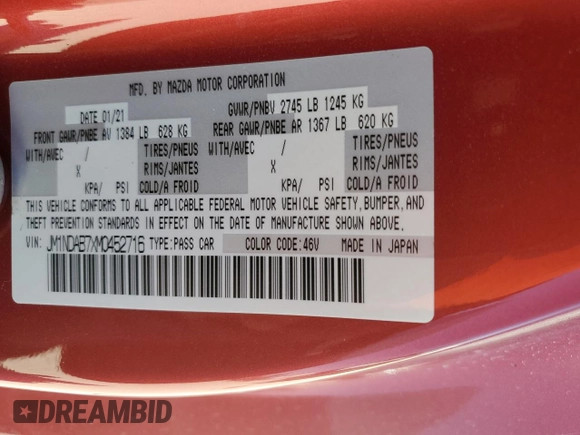 MFD. BY MAZDA MOTOR CORPORATION
DATE 01/21 GVWR/PNBV 2745 LB 1245 KG
FRONT GAWR/PNBE AV 1384 LB 628 KG REAR GAWR/PNBE AR 1367 LB 620 KG
WITH/AVEC / TIRES/PNEUS WITH/AVEC / TIRES/PNEUS
X RIMS/JANTES X RIMS/JANTES
KPA/ PSI COLD/A FROID KPA/ PSI COLD/A FROID
THIS VEHICLE CONFORMS TO ALL APPLICABLE FEDERAL MOTOR VEHICLE SAFETY,BUMPER,AND
THEFT PREVENTION STANDARDS IN EFFECT ON THE DATE OF MANUFACTURE SHOWN ABOVE.
VIN: JM1NDAB7XM0452716 TYPE:PASS CAR COLOR CODE:46V MADE IN JAPAN
DREAMBID